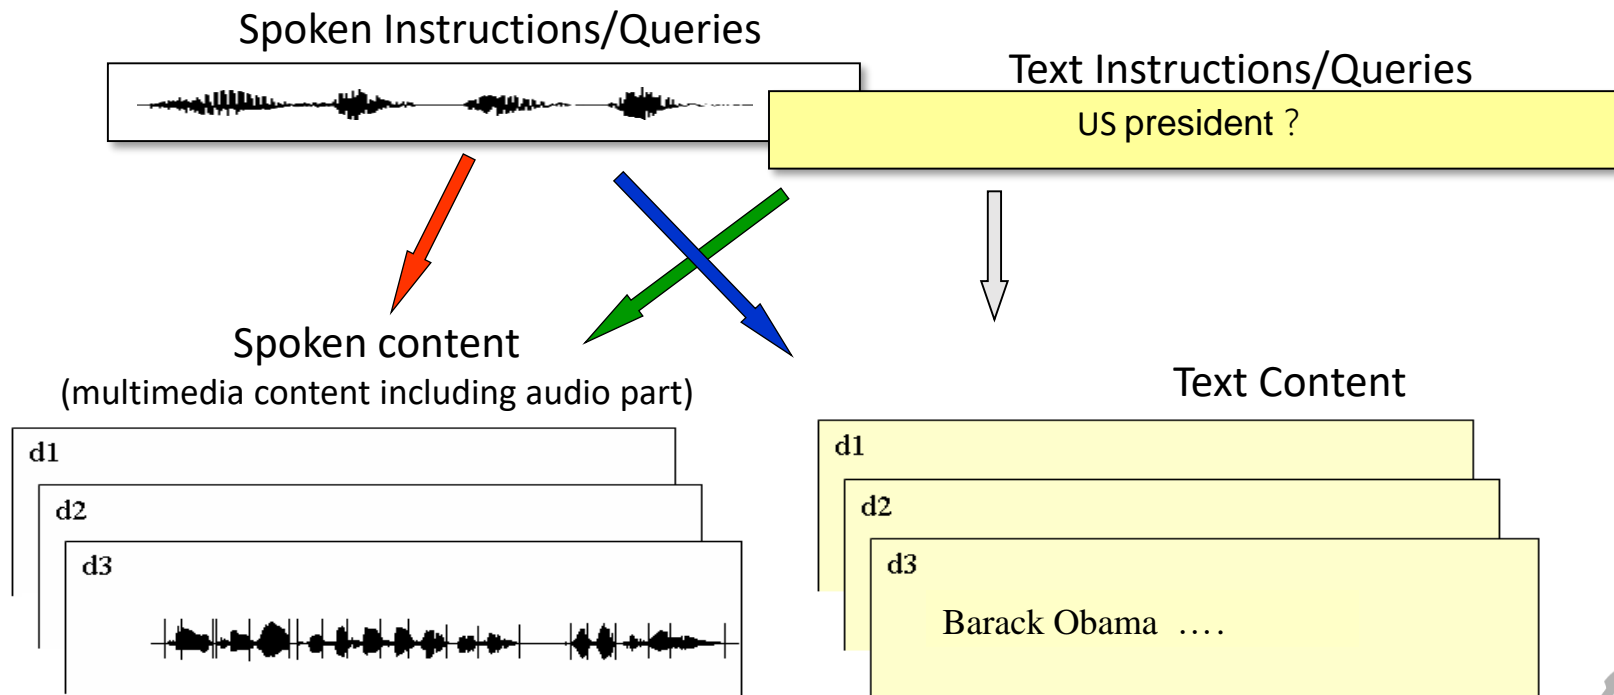 Spoken Instructions/Queries
Text Instructions/Queries
US president ？
Spoken content
(multimedia content including audio part)
Text Content
d1
d2
d3
d1
d2
d3
Barack Obama ….